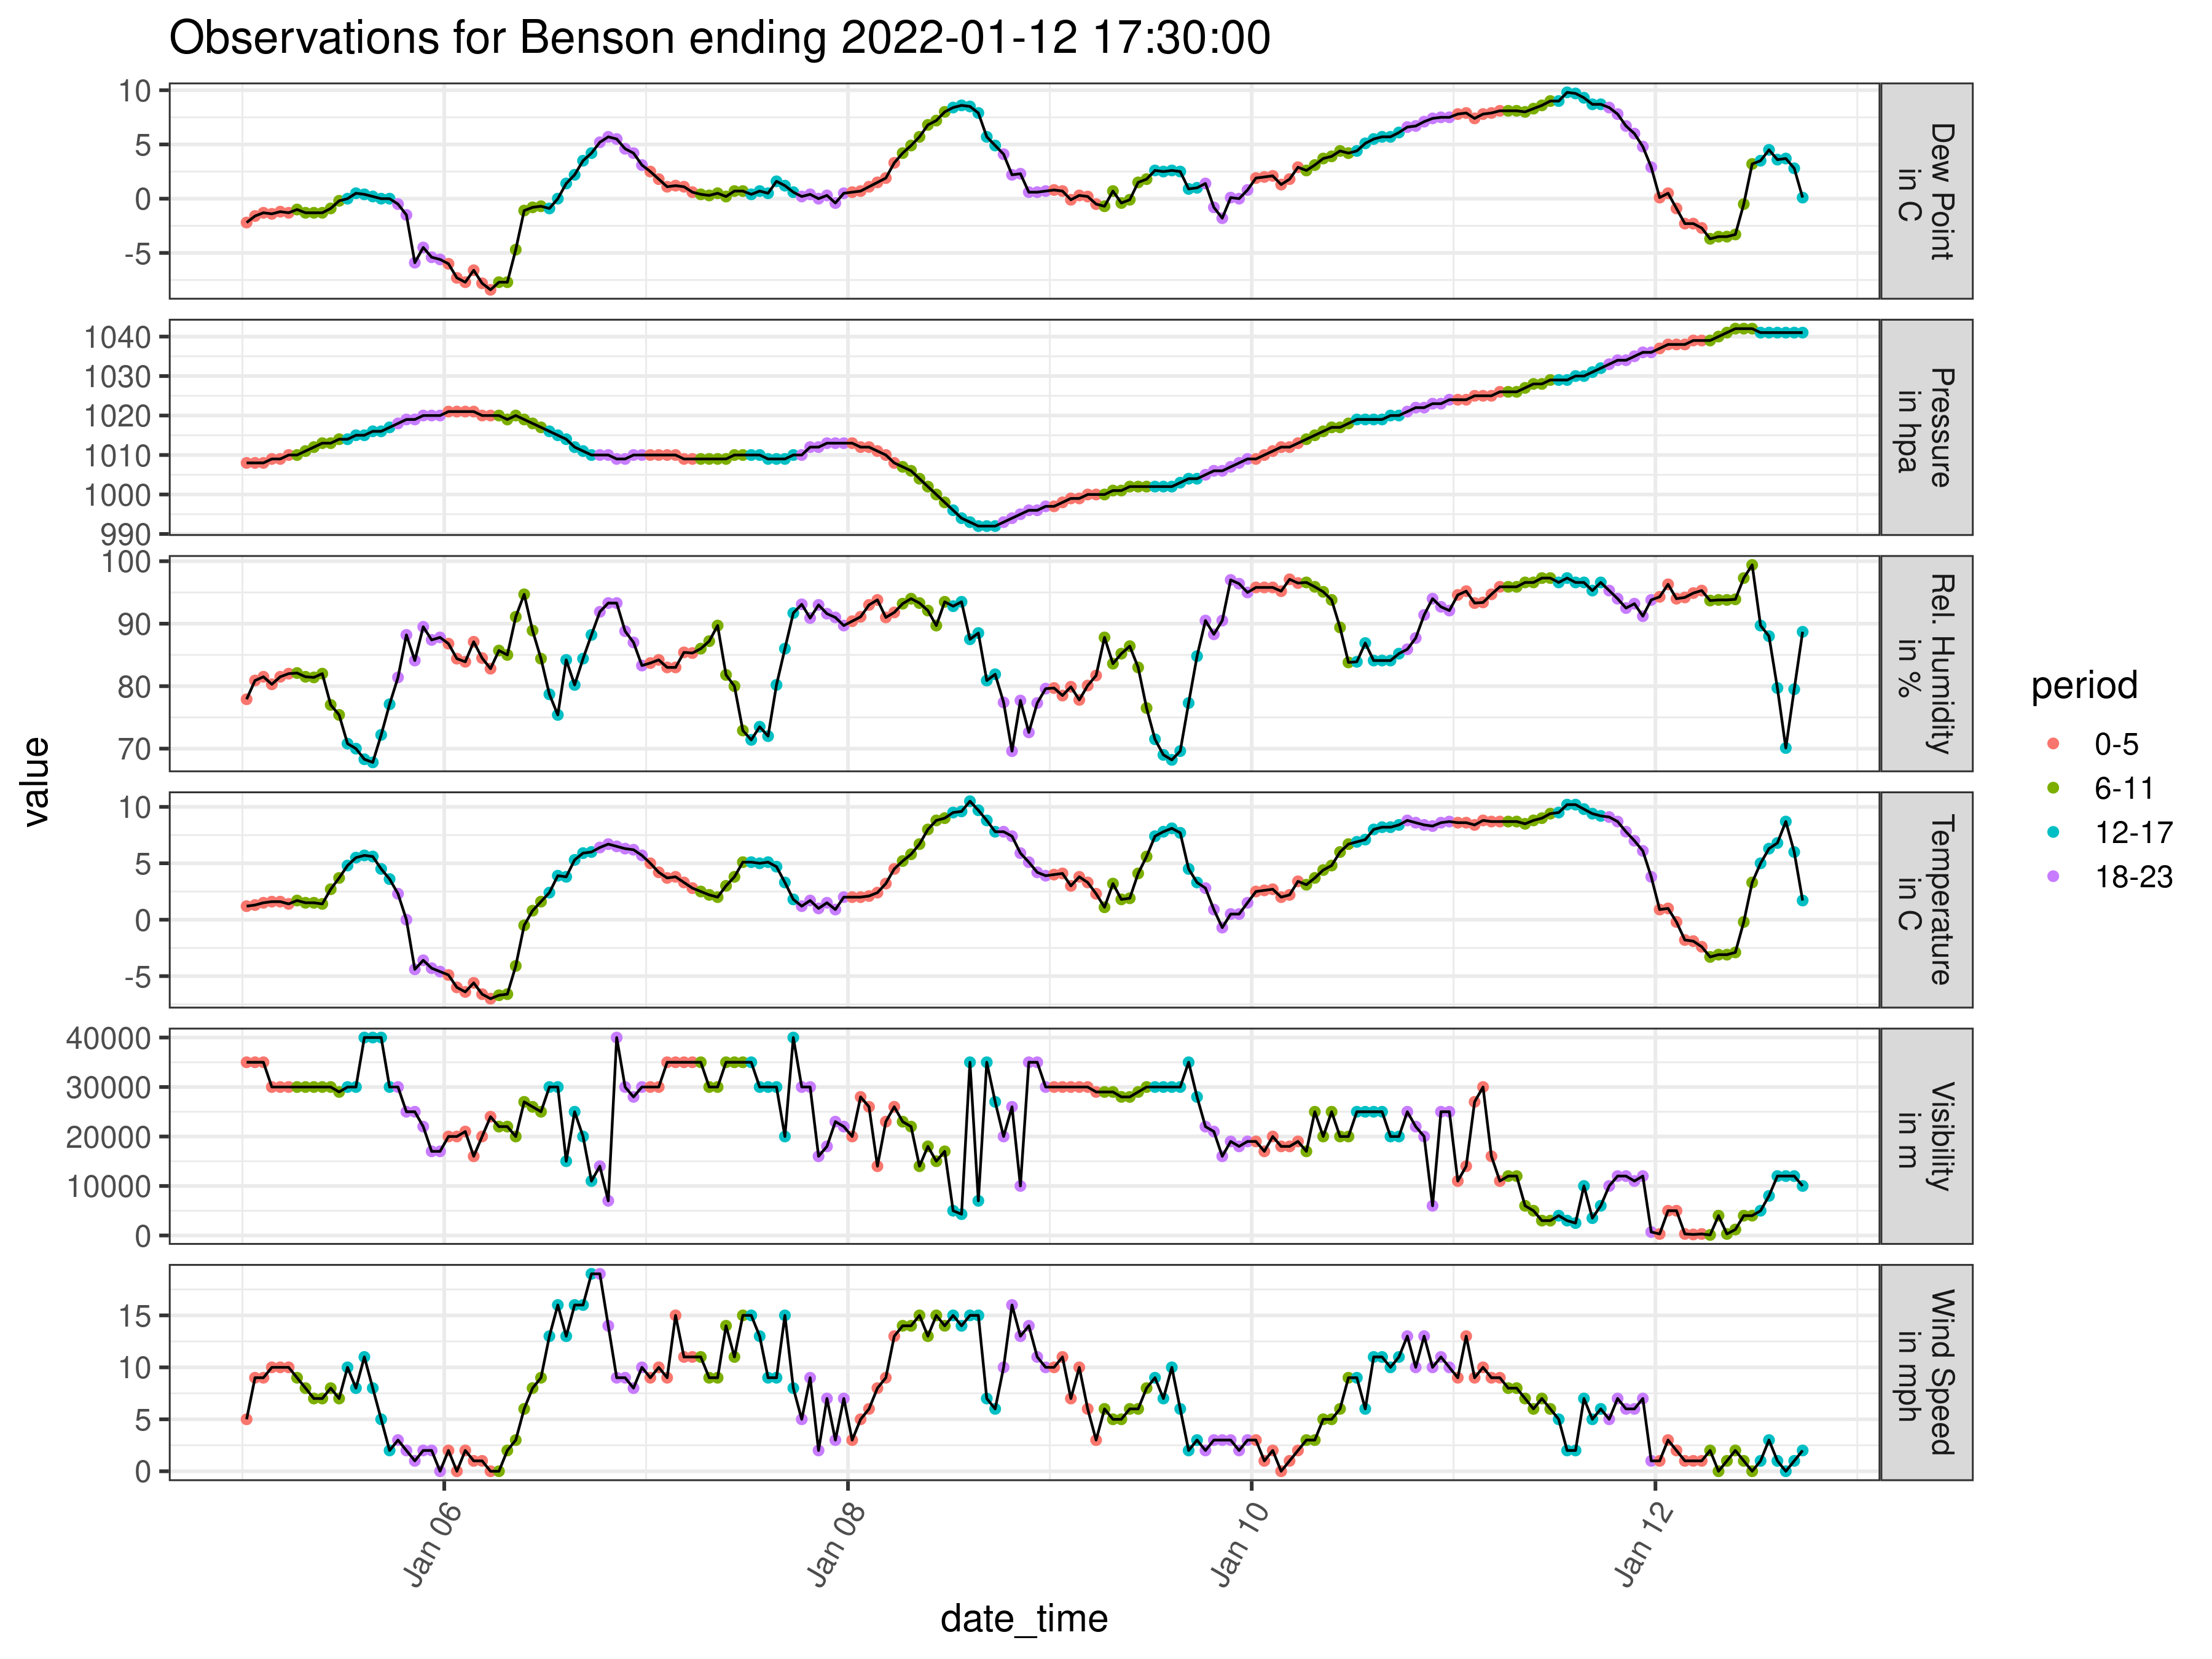 Observations for Benson ending 2022-01-12 17:30:00
value
10
5
0
-5
Dew Point
in C
1040
1030
1020
1010
1000
990
Pressure
in hpa
100
90
80
70
Rel. Humidity
in %
10
5
0
-5
Temperature
in C
40000
30000
20000
10000
0
Visibility
in m
15
10
5
0
Wind Speed
in mph
Jan 06
Jan 08
Jan 10
Jan 12
date_time
period
0-5
6-11
12-17
18-23